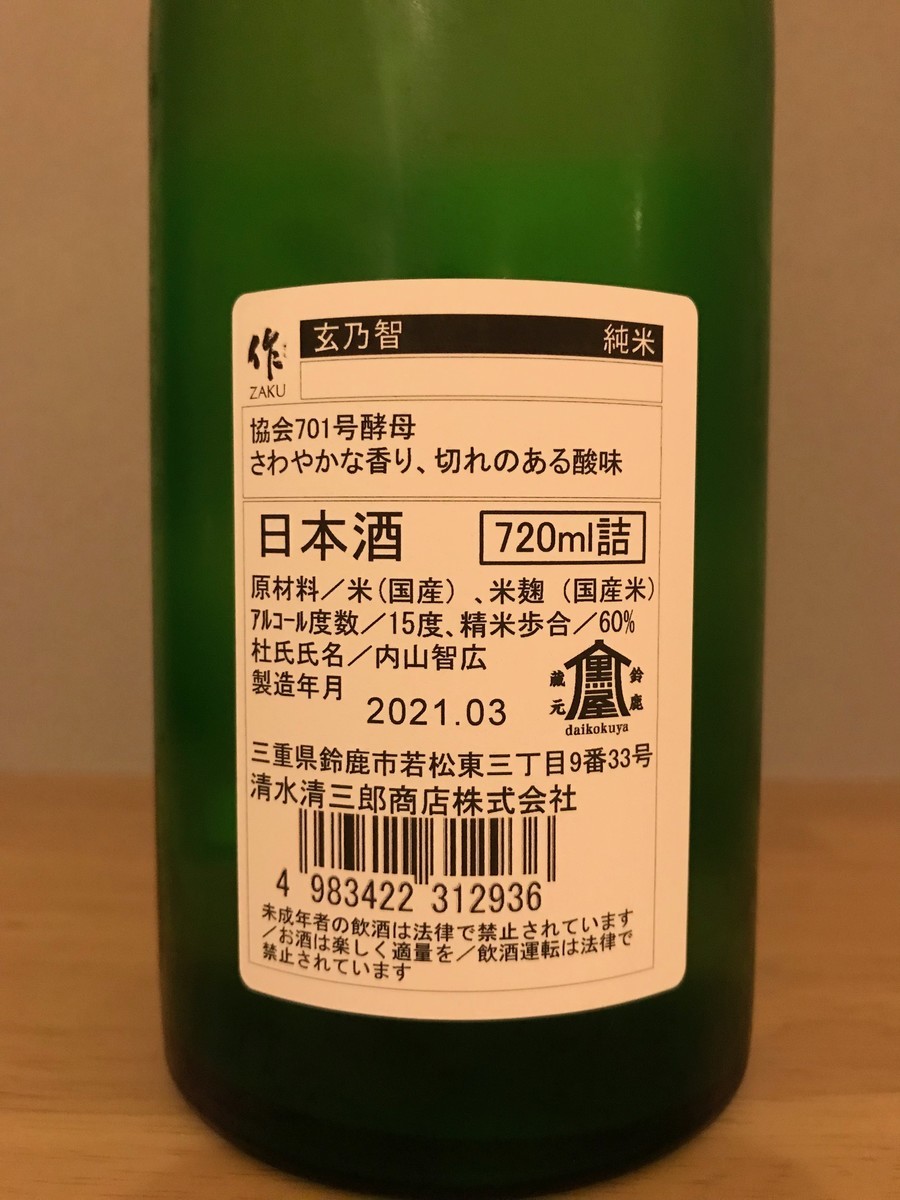 作
ZAKU
玄乃智 純米
協会701号酵母
さわやかな香り、切れのある酸味
日本酒 720ml詰
原材料／米（国産）、米麹（国産米）
ｱﾙｺｰﾙ度数／15度、精米歩合／60%
杜氏氏名／内山智広
製造年月 2021.03
蔵元 黒屋 鈴鹿
daikokuya
三重県鈴鹿市若松東三丁目9番33号
清水清三郎商店株式会社
4 983422 312936
未成年者の飲酒は法律で禁止されています
／お酒は楽しく適量を／飲酒運転は法律で
禁止されています